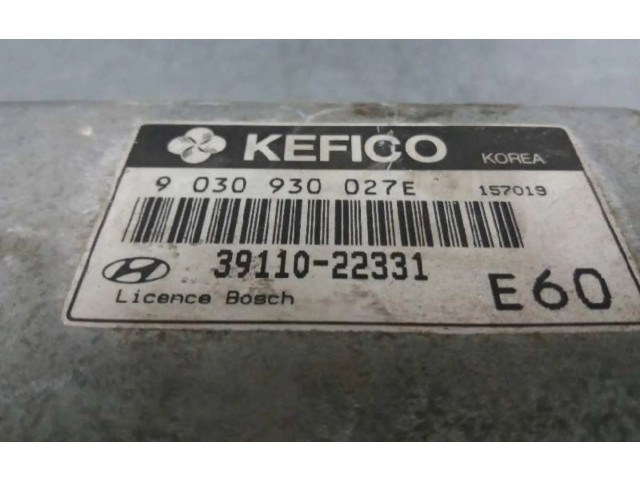 KEFICO KOREA
9 030 930 027E 157019
39110-22331
Licence Bosch E60